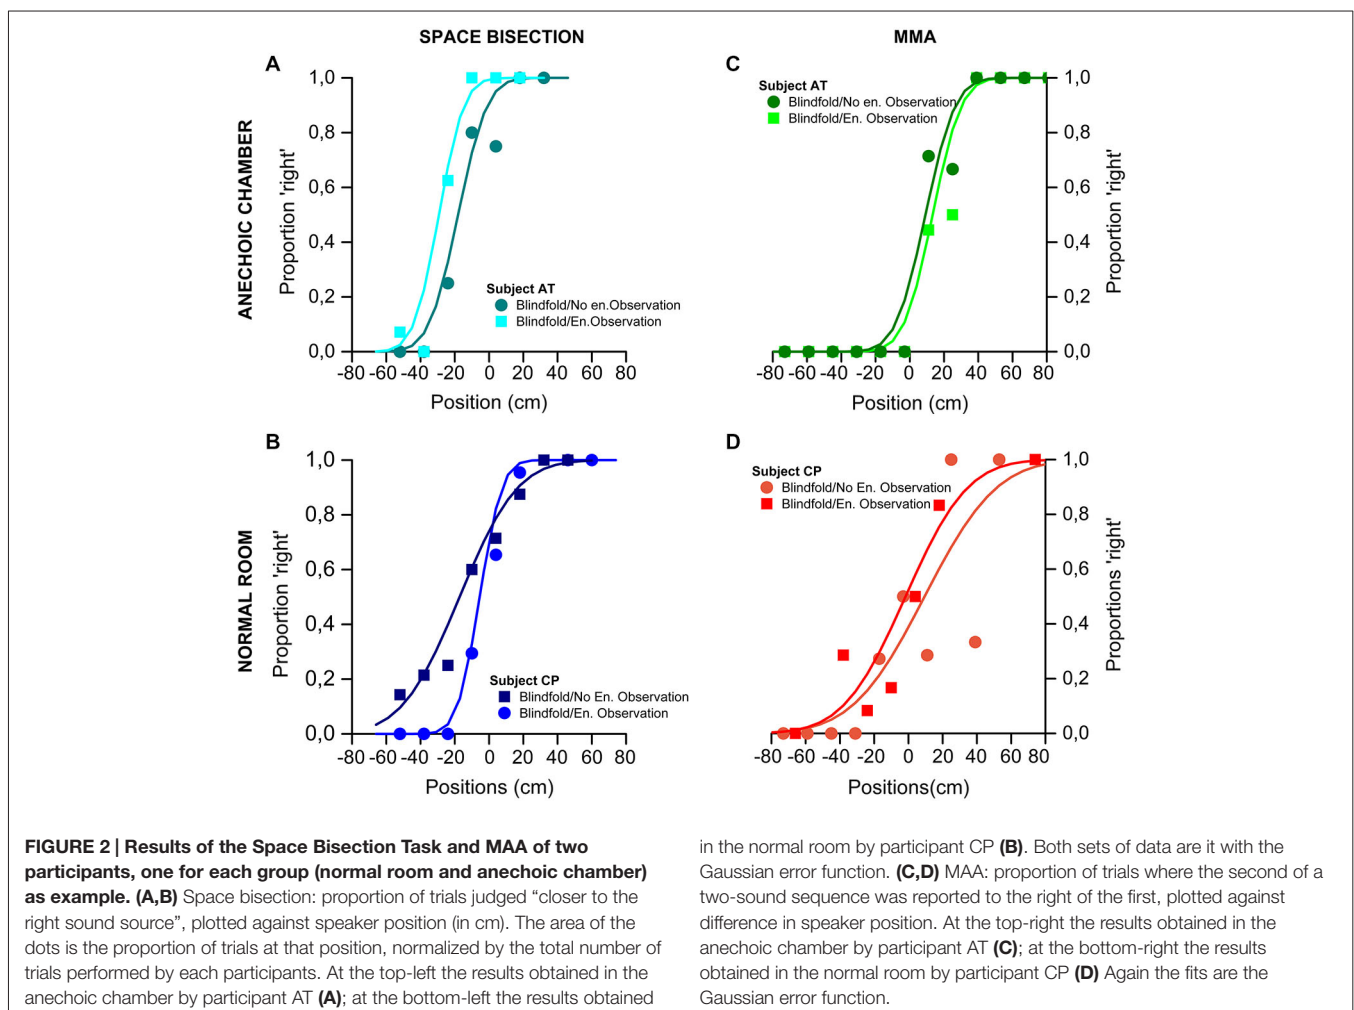 SPACE BISECTION
MMA
ANECHOIC CHAMBER
A
Proportion 'right'
1,0
0,8
0,6
0,4
0,2
0,0
Subject AT
Blindfold/No en.Observation
Blindfold/En.Observation
-80 -60 -40 -20 0 20 40 60 80
Position (cm)
C
Subject AT
Blindfold/No en. Observation
Blindfold/En. Observation
1,0
0,8
0,6
0,4
0,2
0,0
Proportion 'right'
-80 -60 -40 -20 0 20 40 60 80
Position (cm)
NORMAL ROOM
B
Proportion 'right'
1,0
0,8
0,6
0,4
0,2
0,0
Subject CP
Blindfold/No En. Observation
Blindfold/En. Observation
-80 -60 -40 -20 0 20 40 60 80
Positions (cm)
D
Subject CP
Blindfold/No En. Observation
Blindfold/En. Observation
1,0
0,8
0,6
0,4
0,2
0,0
Proportions 'right'
-80 -60 -40 -20 0 20 40 60 80
Positions(cm)
FIGURE 2 | Results of the Space Bisection Task and MAA of two
participants, one for each group (normal room and anechoic chamber)
as example. (A,B) Space bisection: proportion of trials judged “closer to the
right sound source”, plotted against speaker position (in cm). The area of the
dots is the proportion of trials at that position, normalized by the total number of
trials performed by each participants. At the top-left the results obtained in the
anechoic chamber by participant AT (A); at the bottom-left the results obtained
in the normal room by participant CP (B). Both sets of data are it with the
Gaussian error function. (C,D) MAA: proportion of trials where the second of a
two-sound sequence was reported to the right of the first, plotted against
difference in speaker position. At the top-right the results obtained in the
anechoic chamber by participant AT (C); at the bottom-right the results
obtained in the normal room by participant CP (D) Again the fits are the
Gaussian error function.